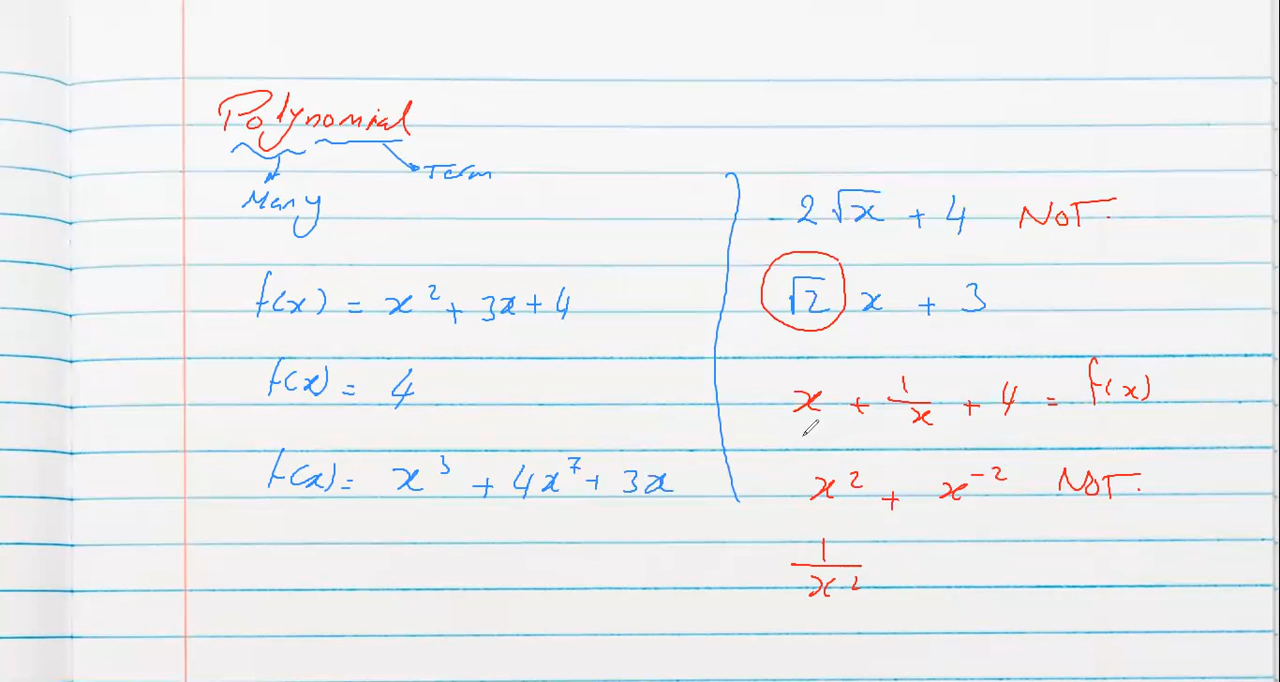 Polynomial
Many
Term
f(x) = x² + 3x + 4
f(x) = 4
f(x) = x³ + 4x⁷ + 3x
2√x + 4 NOT.
√2 x + 3
x + 1/x + 4 = f(x)
x² + x⁻² NOT.
1/x²